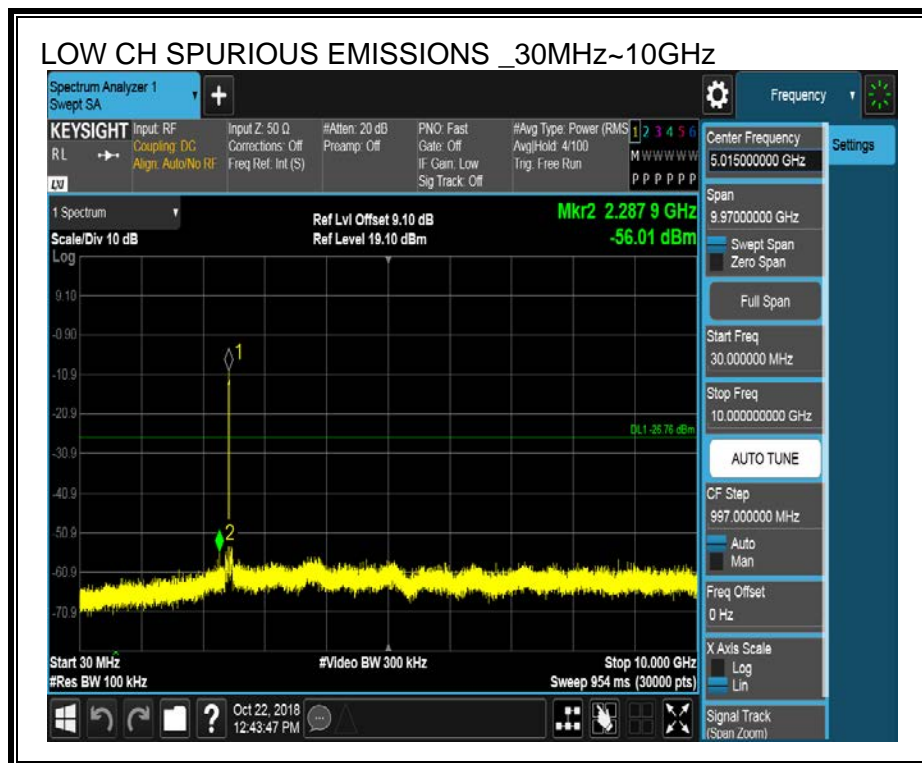 LOW CH SPURIOUS EMISSIONS _30MHz~10GHz
Spectrum Analyzer 1
Swept SA
+
Frequency
KEYSIGHT
RL
LXI
Input: RF
Coupling: DC
Align: Auto/No RF
Input Z: 50 Ω
Corrections: Off
Freq Ref: Int (S)
#Atten: 20 dB
Preamp: Off
PNO: Fast
Gate: Off
IF Gain: Low
Sig Track: Off
#Avg Type: Power (RMS
Avg|Hold: 4/100
Trig: Free Run
1 2 3 4 5 6
M W W W W W
P P P P P P
Center Frequency
5.015000000 GHz
Settings
Span
9.97000000 GHz
Swept Span
Zero Span
Full Span
Start Freq
30.000000 MHz
Stop Freq
10.000000000 GHz
AUTO TUNE
CF Step
997.000000 MHz
Auto
Man
Freq Offset
0 Hz
X Axis Scale
Log
Lin
Signal Track
(Span Zoom)
1 Spectrum
Scale/Div 10 dB
Ref Lvl Offset 9.10 dB
Ref Level 19.10 dBm
Mkr2 2.287 9 GHz
-56.01 dBm
Log
9.10
-0.90
-10.9
-20.9
-30.9
-40.9
-50.9
-60.9
-70.9
1
DL1 -26.76 dBm
2
Start 30 MHz
#Res BW 100 kHz
#Video BW 300 kHz
Stop 10.000 GHz
Sweep 954 ms (30000 pts)
?
Oct 22, 2018
12:43:47 PM